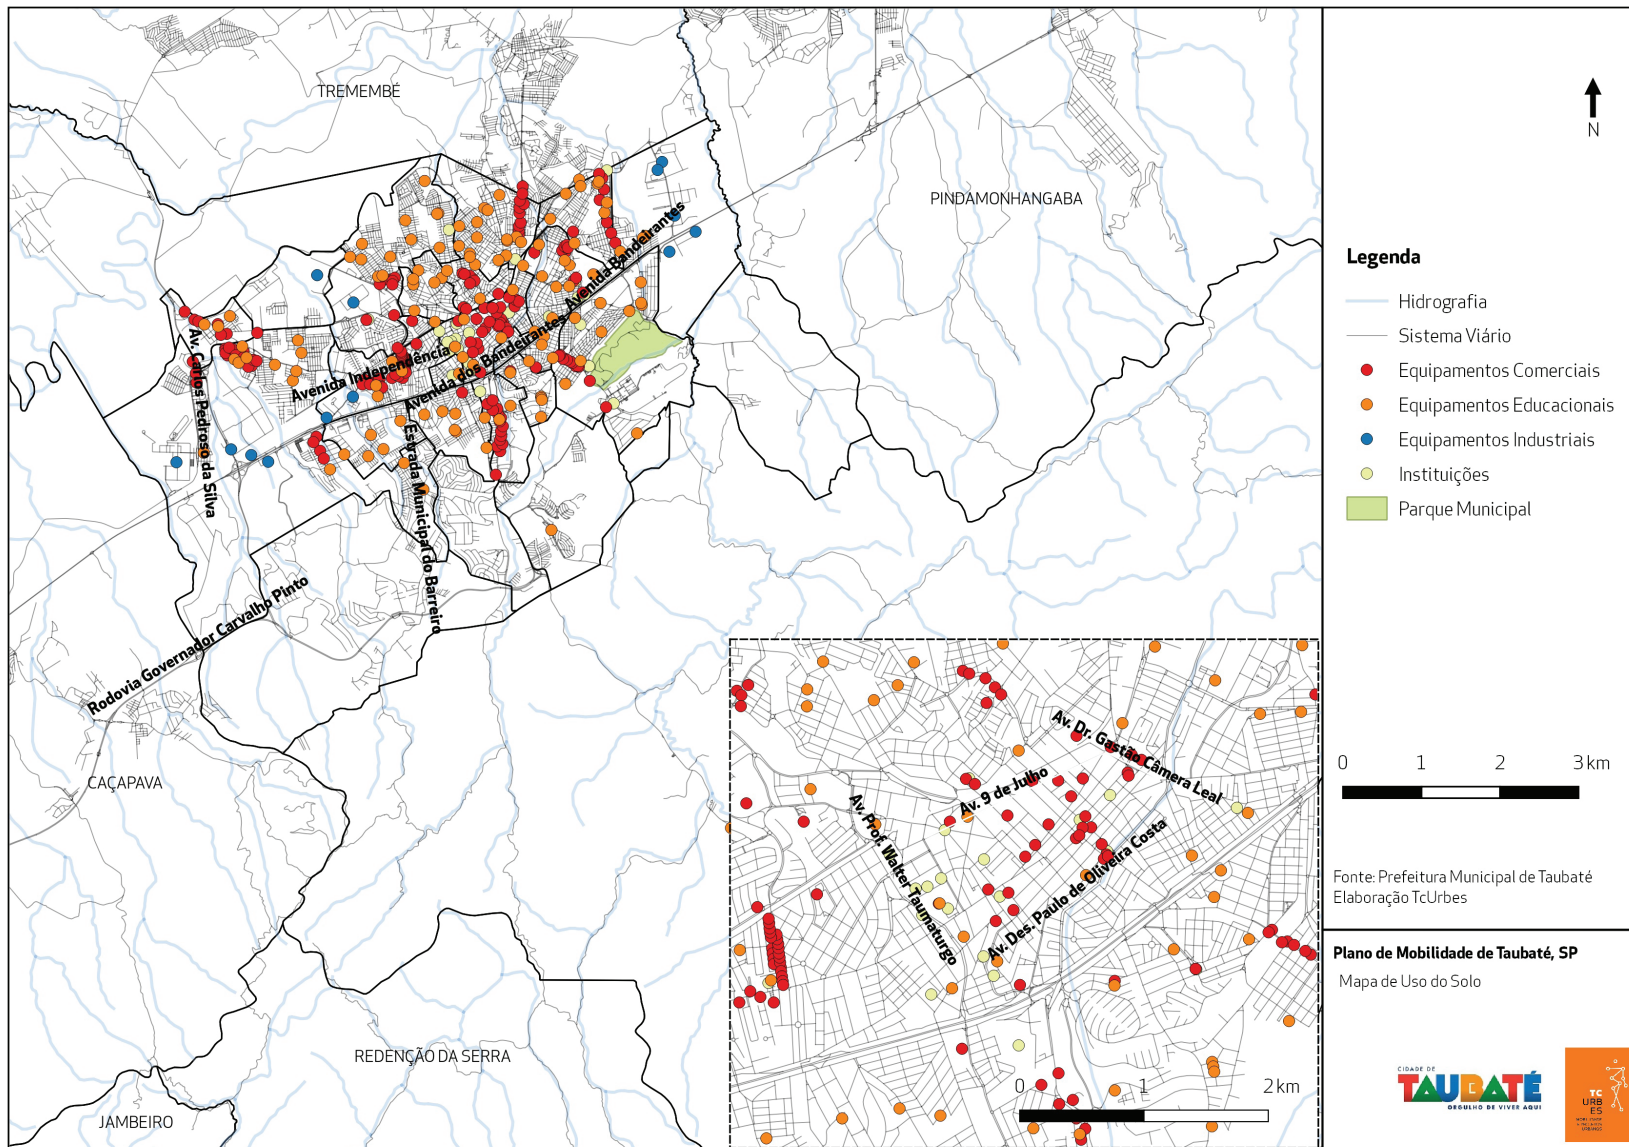 TREMEMBÉ
PINDAMONHANGABA
Avenida Bandeirantes
Avenida dos Bandeirantes
Avenida Independência
Av. Carlos Pedroso da Silva
Estrada Municipal do Barreiro
Rodovia Governador Carvalho Pinto
CAÇAPAVA
REDENÇÃO DA SERRA
JAMBEIRO
Av. Dr. Gastão Câmera Leal
Av. 9 de Julho
Av. Prof. Walter Taumaturgo
Av. Des. Paulo de Oliveira Costa
0 1 2 km
N
Legenda
Hidrografia
Sistema Viário
Equipamentos Comerciais
Equipamentos Educacionais
Equipamentos Industriais
Instituições
Parque Municipal
0 1 2 3 km
Fonte: Prefeitura Municipal de Taubaté
Elaboração TcUrbes
Plano de Mobilidade de Taubaté, SP
Mapa de Uso do Solo
CIDADE DE
TAUBATÉ
ORGULHO DE VIVER AQUI
TC
URB
ES